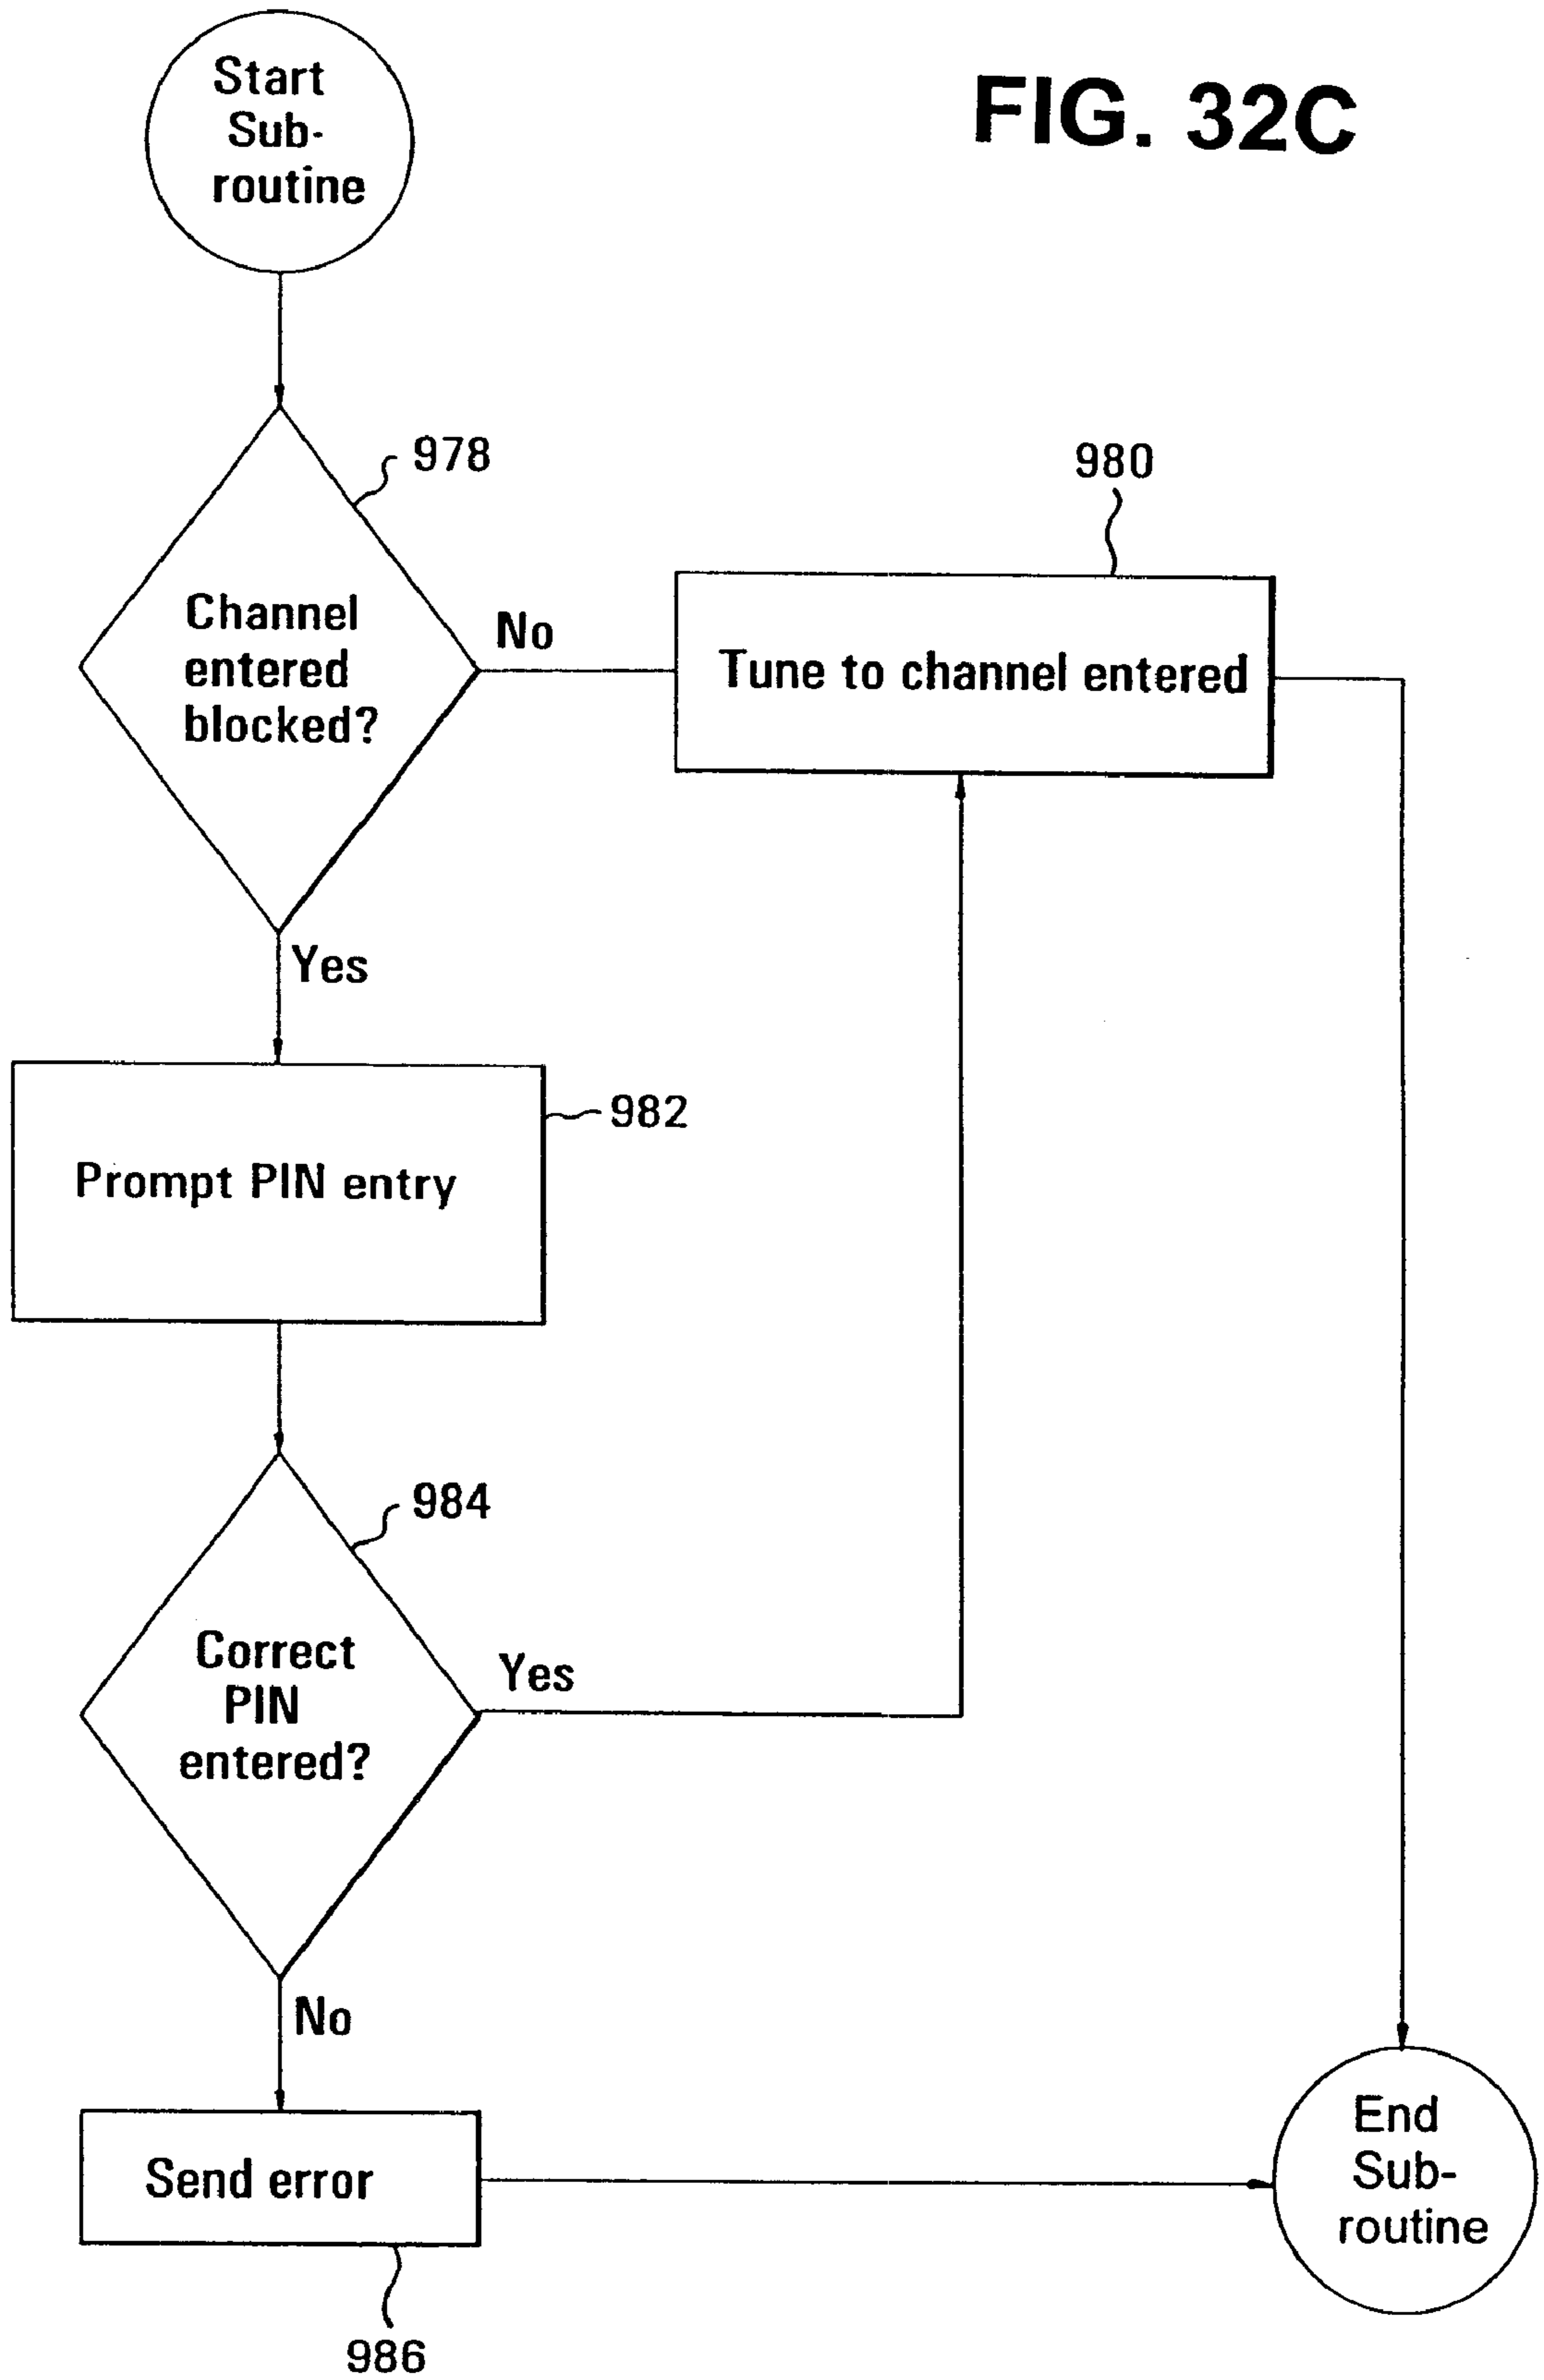 Start
Sub-
routine
FIG. 32C
978
980
Channel
entered
blocked?
No
Tune to channel entered
Yes
982
Prompt PIN entry
984
Correct
PIN
entered?
Yes
No
Send error
End
Sub-
routine
986